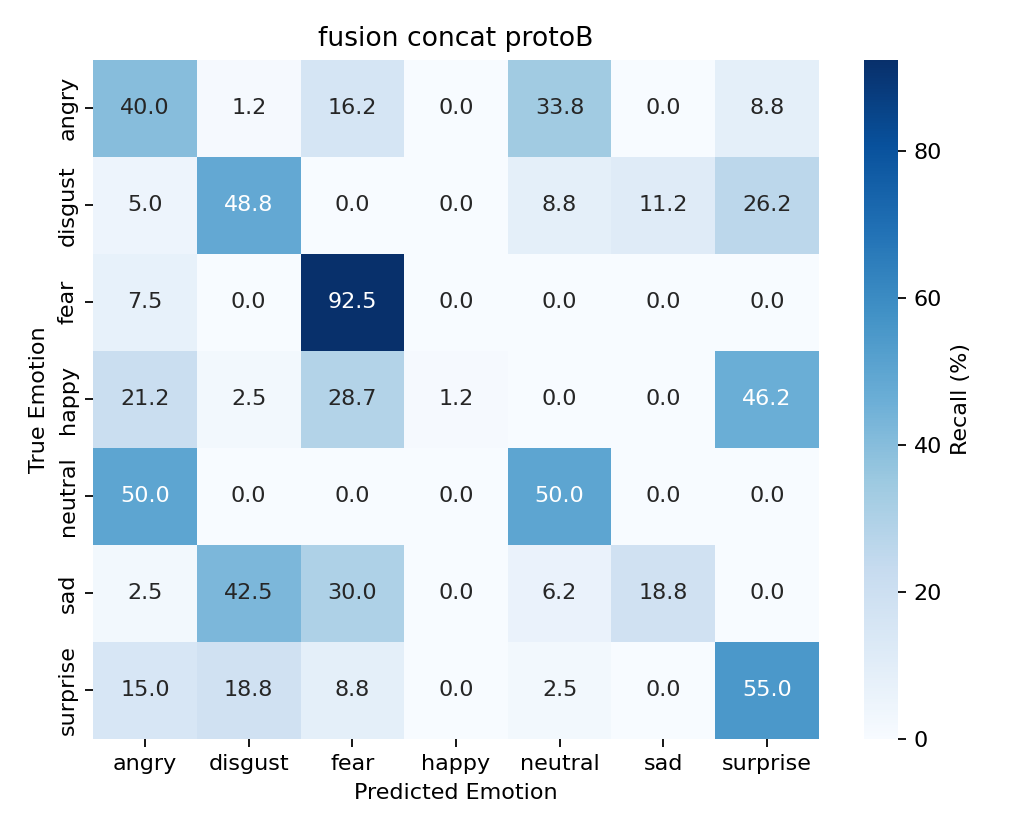 fusion concat protoB
True Emotion
angry 40.0 1.2 16.2 0.0 33.8 0.0 8.8
disgust 5.0 48.8 0.0 0.0 8.8 11.2 26.2
fear 7.5 0.0 92.5 0.0 0.0 0.0 0.0
happy 21.2 2.5 28.7 1.2 0.0 0.0 46.2
neutral 50.0 0.0 0.0 0.0 50.0 0.0 0.0
sad 2.5 42.5 30.0 0.0 6.2 18.8 0.0
surprise 15.0 18.8 8.8 0.0 2.5 0.0 55.0
angry disgust fear happy neutral sad surprise
Predicted Emotion
80
60
40
20
0
Recall (%)